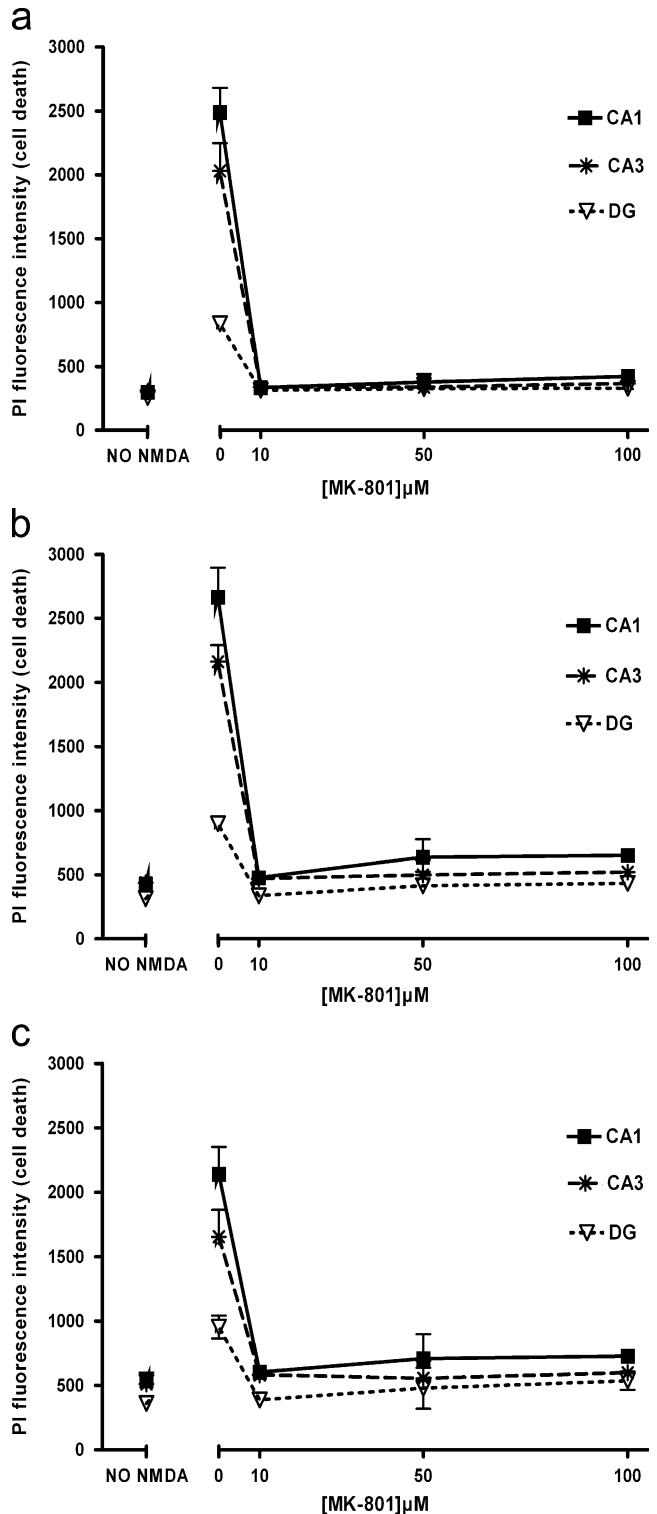 a
PI fluorescence intensity (cell death)
3000
2500
2000
1500
1000
500
0
CA1
CA3
DG
NO NMDA
0
10
50
100
[MK-801]µM
b
PI fluorescence intensity (cell death)
3000
2500
2000
1500
1000
500
0
CA1
CA3
DG
NO NMDA
0
10
50
100
[MK-801]µM
c
PI fluorescence intensity (cell death)
3000
2500
2000
1500
1000
500
0
CA1
CA3
DG
NO NMDA
0
10
50
100
[MK-801]µM